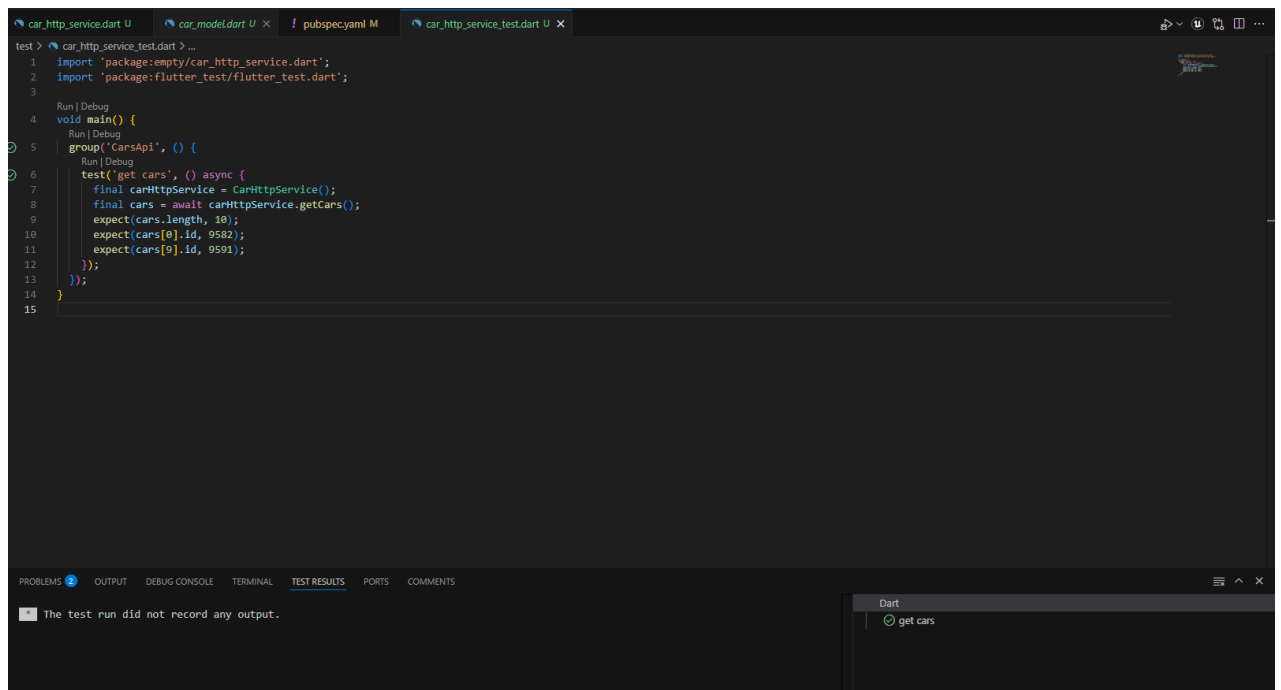 car_http_service.dart U car_model.dart U × ! pubspec.yaml M car_http_service_test.dart U ×
test > car_http_service_test.dart > ...
1 import 'package:empty/car_http_service.dart';
2 import 'package:flutter_test/flutter_test.dart';
3
Run | Debug
4 void main() {
Run | Debug
5 group('CarsApi', () {
Run | Debug
6 test('get cars', () async {
7 final carHttpService = CarHttpService();
8 final cars = await carHttpService.getCars();
9 expect(cars.length, 10);
10 expect(cars[0].id, 9582);
11 expect(cars[9].id, 9591);
12 });
13 });
14 }
15
PROBLEMS 2 OUTPUT DEBUG CONSOLE TERMINAL TEST RESULTS PORTS COMMENTS
* The test run did not record any output.
Dart
get cars